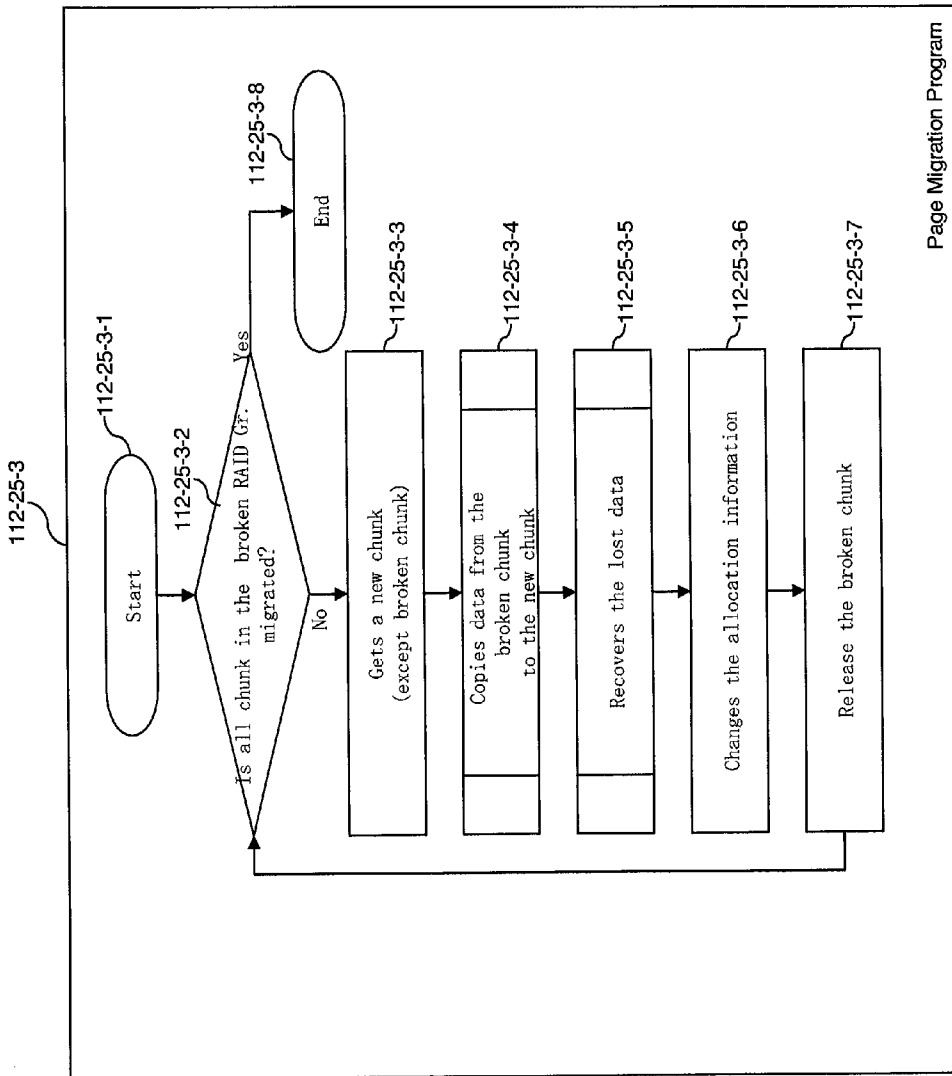 112-25-3
Start
112-25-3-1
Is all chunk in the broken RAID Gr.
migrated?
112-25-3-2
Yes
No
End
112-25-3-8
Gets a new chunk
(except broken chunk)
112-25-3-3
Copies data from the
broken chunk
to the new chunk
112-25-3-4
Recovers the lost data
112-25-3-5
Changes the allocation information
112-25-3-6
Release the broken chunk
112-25-3-7
Page Migration Program